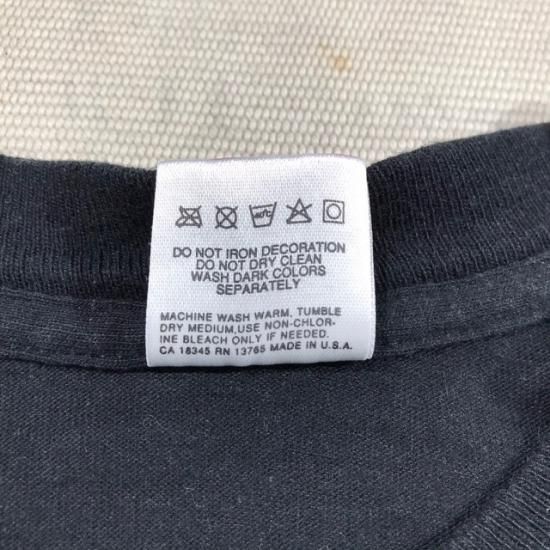 40°C
DO NOT IRON DECORATION
DO NOT DRY CLEAN
WASH DARK COLORS
SEPARATELY
MACHINE WASH WARM, TUMBLE
DRY MEDIUM,USE NON-CHLOR-
INE BLEACH ONLY IF NEEDED.
CA 18345 RN 13765 MADE IN U.S.A.